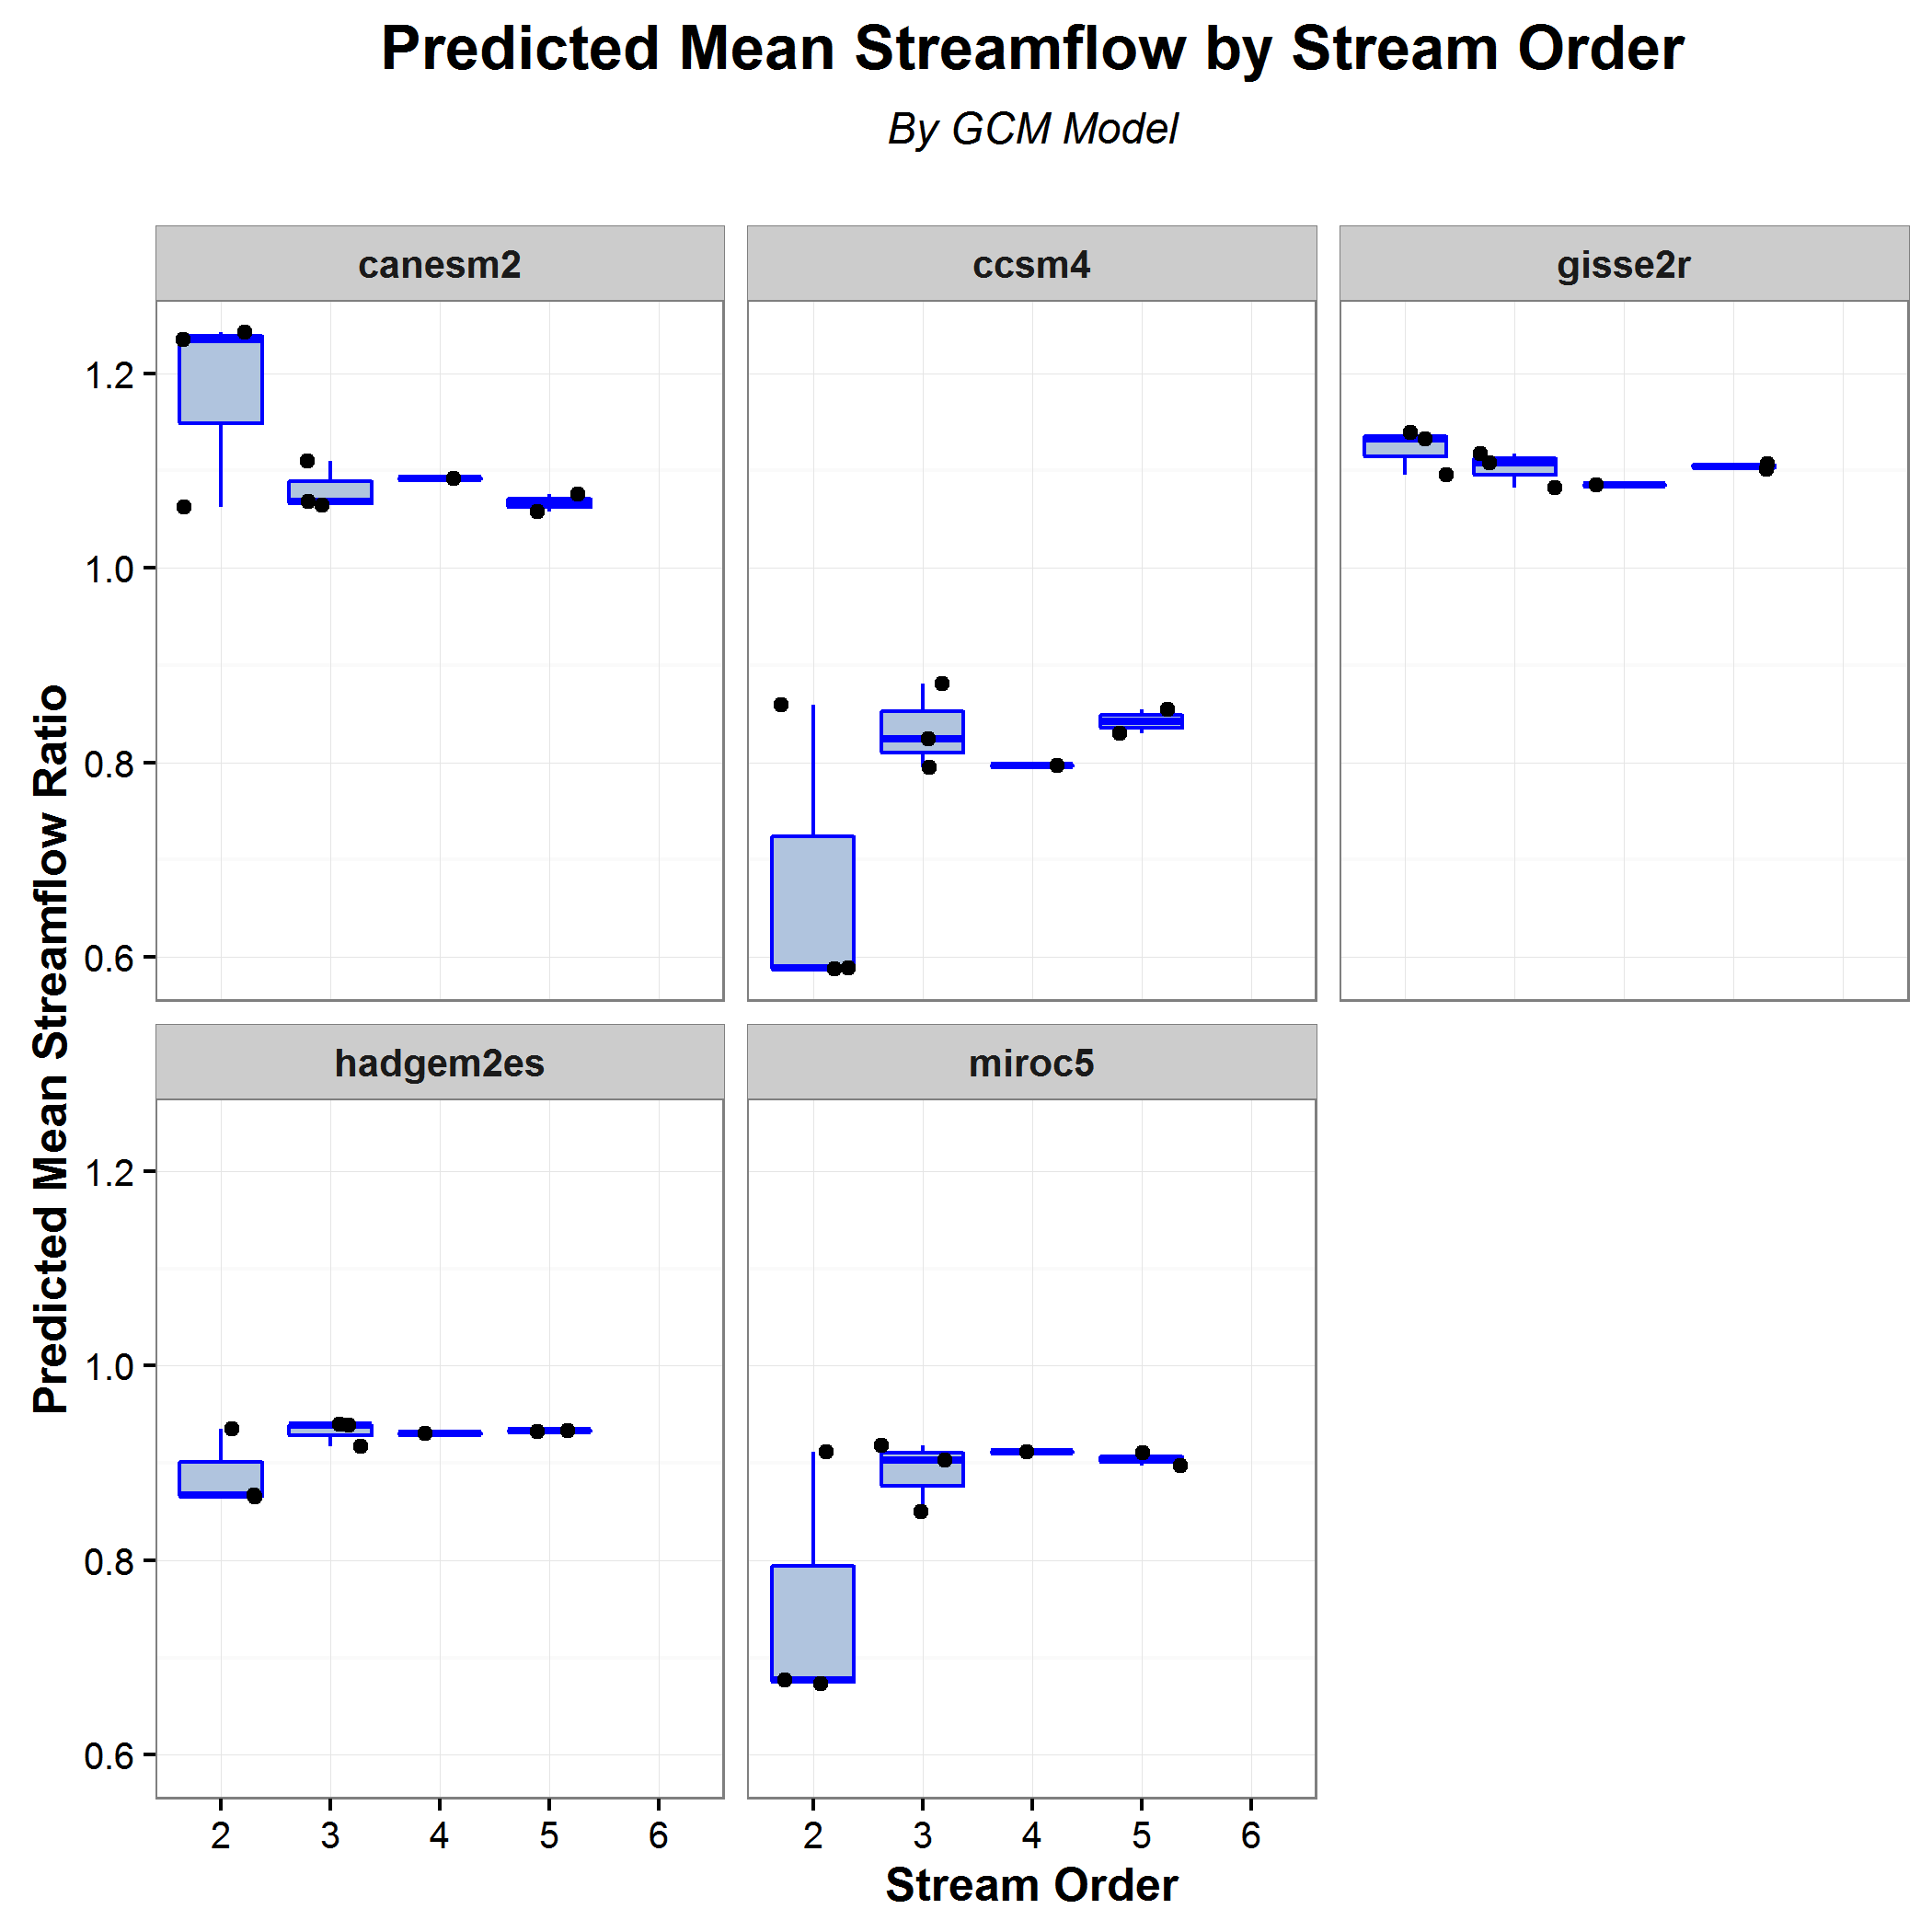 Predicted Mean Streamflow by Stream Order
By GCM Model
canesm2
ccsm4
gisse2r
1.2
1.0
0.8
0.6
Predicted Mean Streamflow Ratio
hadgem2es
miroc5
1.2
1.0
0.8
0.6
2 3 4 5 6
2 3 4 5 6
Stream Order